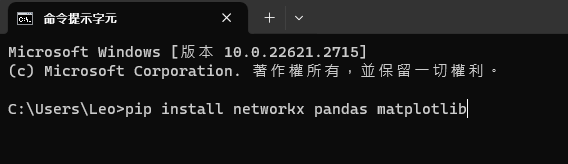 命令提示字元
Microsoft Windows [版本 10.0.22621.2715]
(c) Microsoft Corporation. 著作權所有，並保留一切權利。
C:\Users\Leo>pip install networkx pandas matplotlib